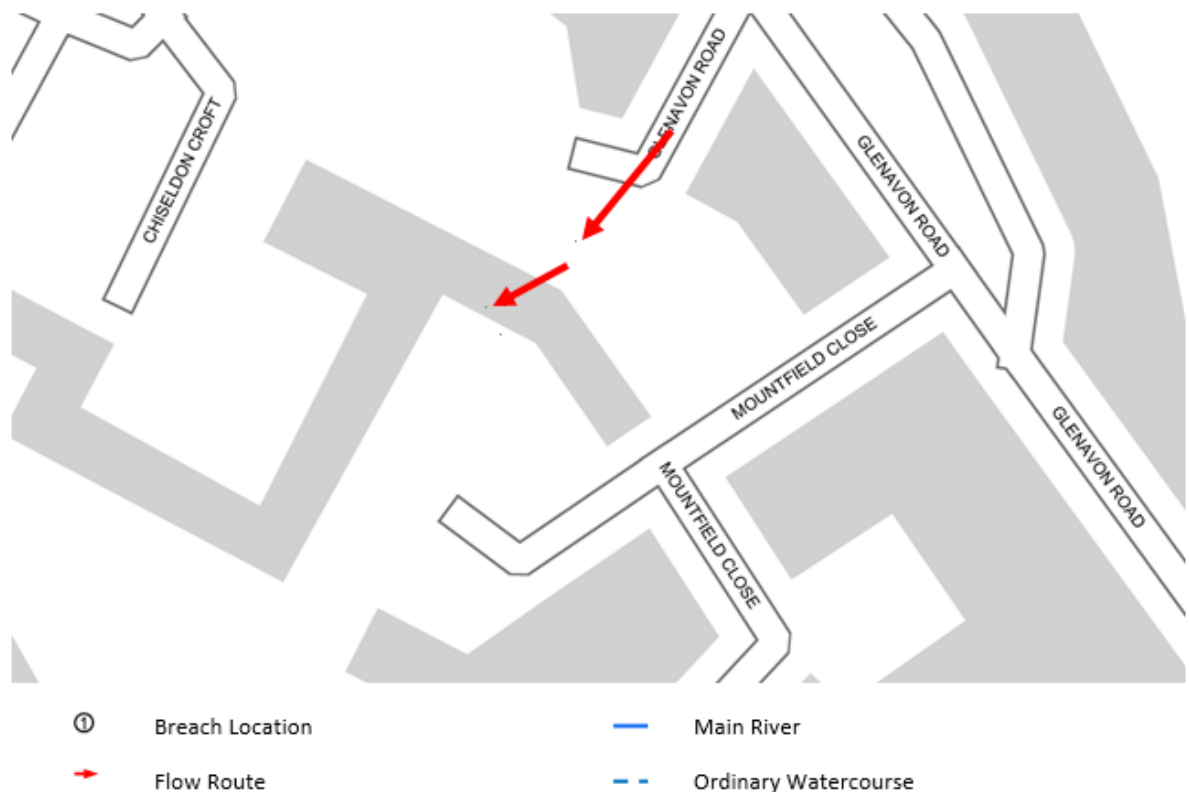 GLENAVON ROAD
CHISELDON CROFT
GLENAVON ROAD
MOUNTFIELD CLOSE
GLENAVON ROAD
MOUNTFIELD CLOSE
① Breach Location
Main River
Flow Route
Ordinary Watercourse